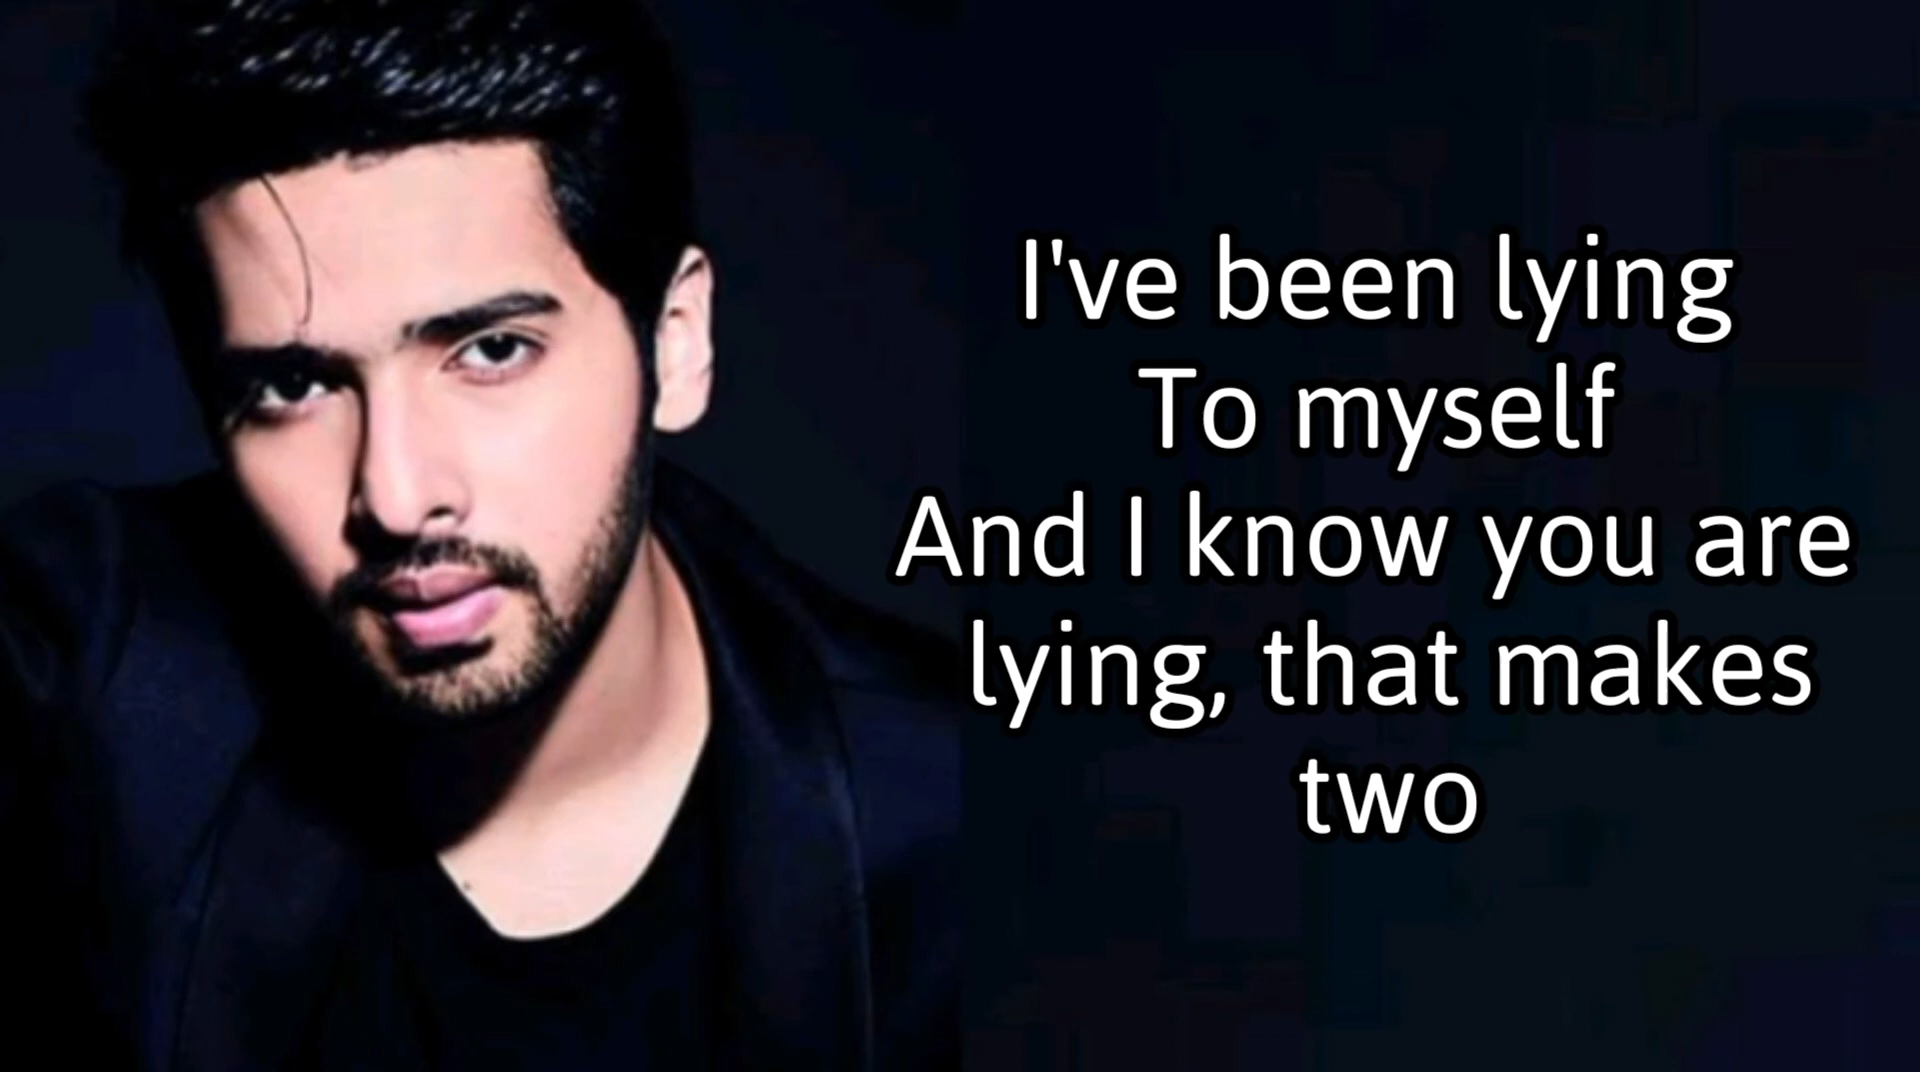 I've been lying
To myself
And I know you are
lying, that makes
two